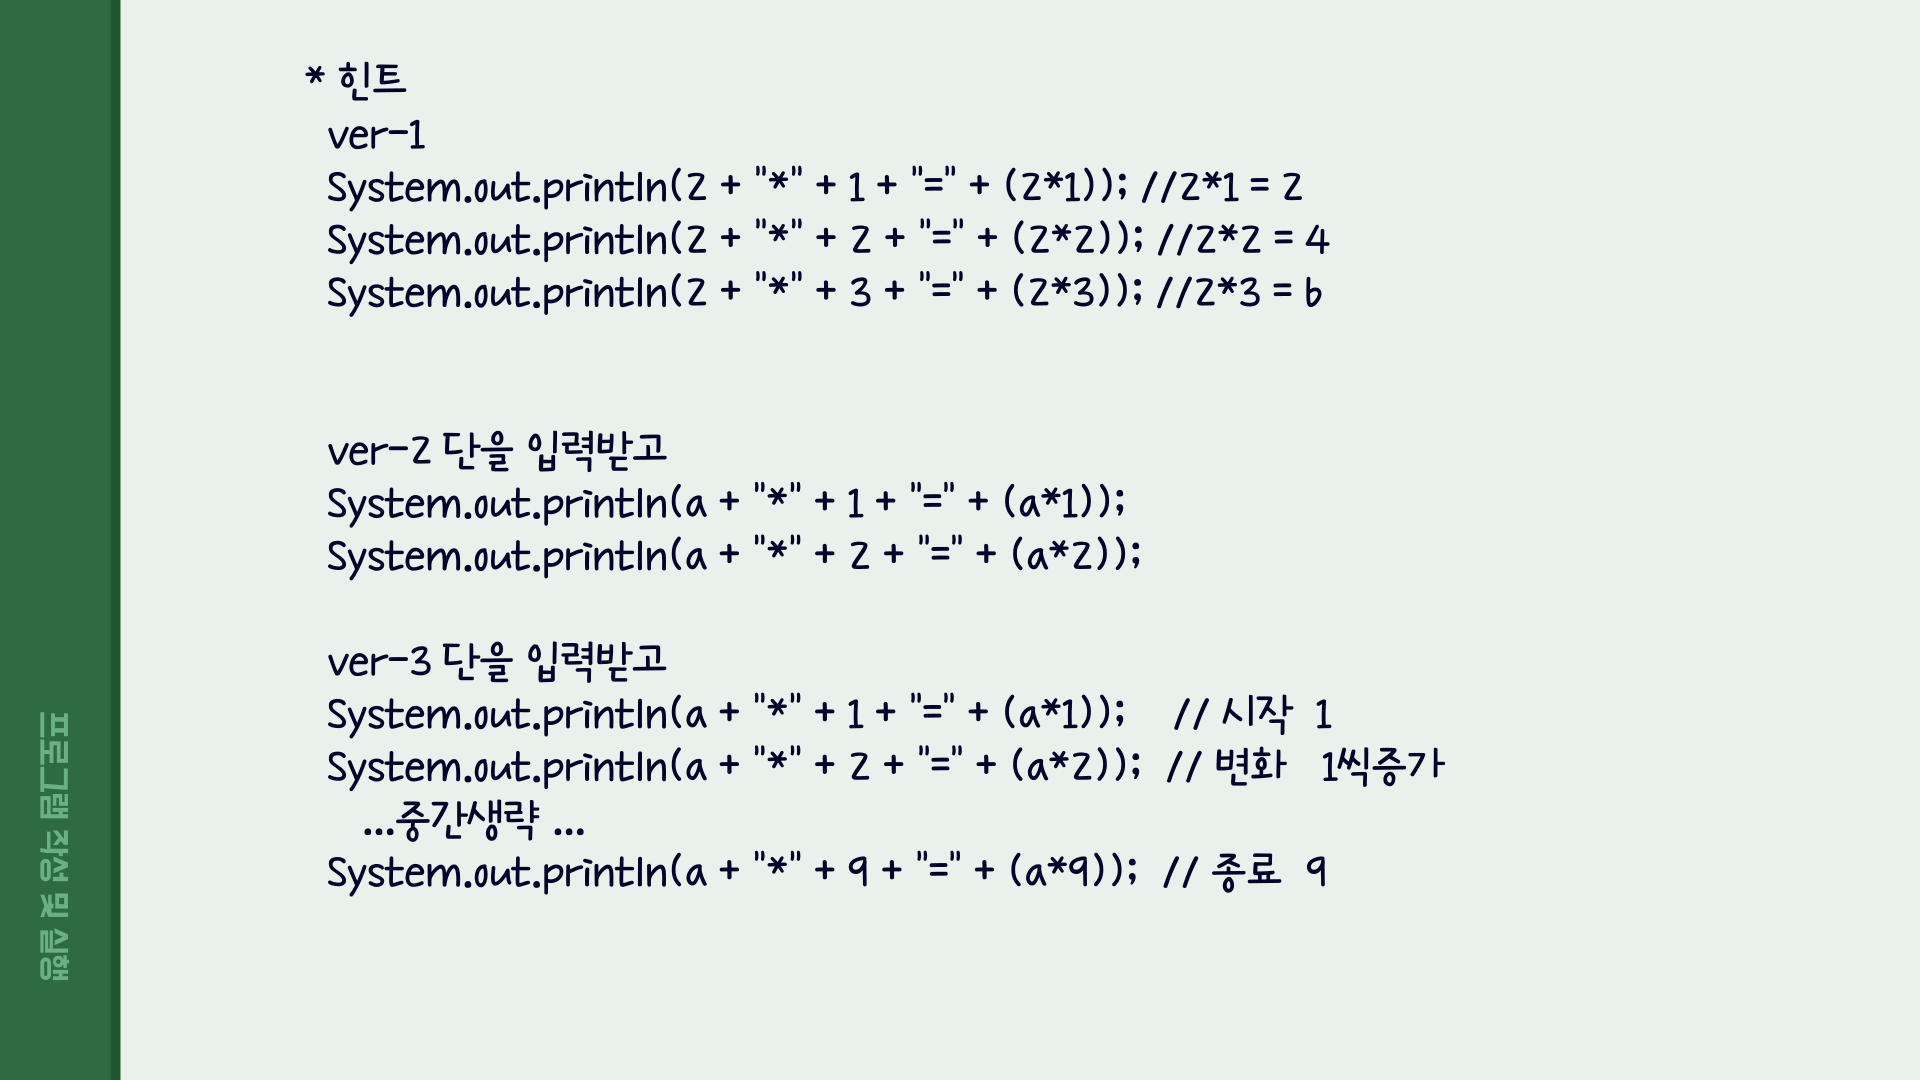 * 힌트
ver-1
System.out.println(2 + "*" + 1 + "=" + (2*1)); //2*1 = 2
System.out.println(2 + "*" + 2 + "=" + (2*2)); //2*2 = 4
System.out.println(2 + "*" + 3 + "=" + (2*3)); //2*3 = 6
ver-2 단을 입력받고
System.out.println(a + "*" + 1 + "=" + (a*1));
System.out.println(a + "*" + 2 + "=" + (a*2));
ver-3 단을 입력받고
System.out.println(a + "*" + 1 + "=" + (a*1)); // 시작 1
System.out.println(a + "*" + 2 + "=" + (a*2)); // 변화 1씩증가
...중간생략 ...
System.out.println(a + "*" + 9 + "=" + (a*9)); // 종료 9
프로그램 작성 및 실행